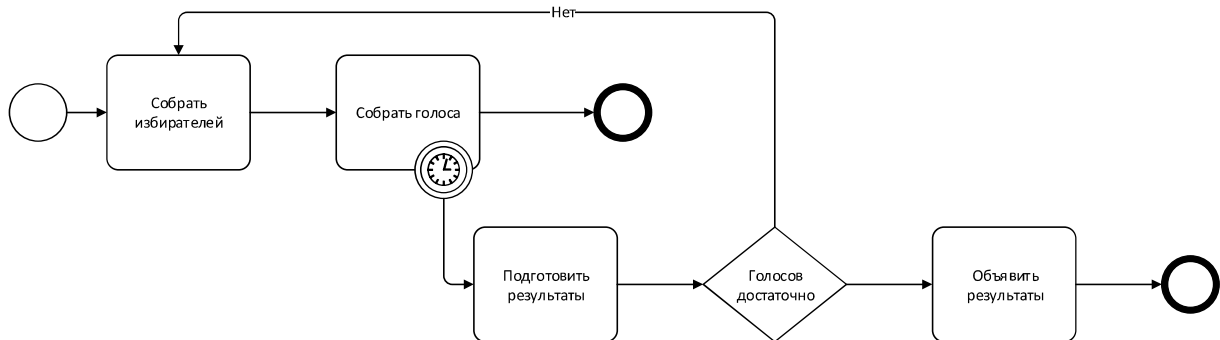 Нет
Собрать
избирателей
Собрать голоса
Подготовить
результаты
Голосов
достаточно
Объявить
результаты